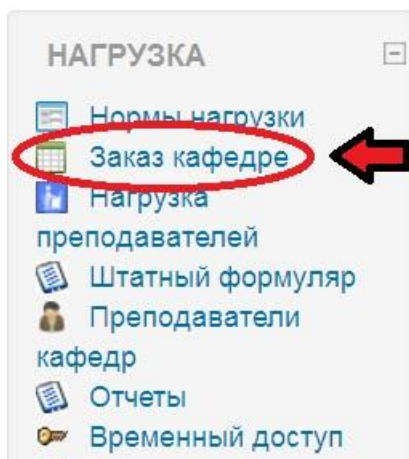 НАГРУЗКА
Нормы нагрузки
Заказ кафедре
Нагрузка
преподавателей
Штатный формуляр
Преподаватели
кафедр
Отчеты
Временный доступ